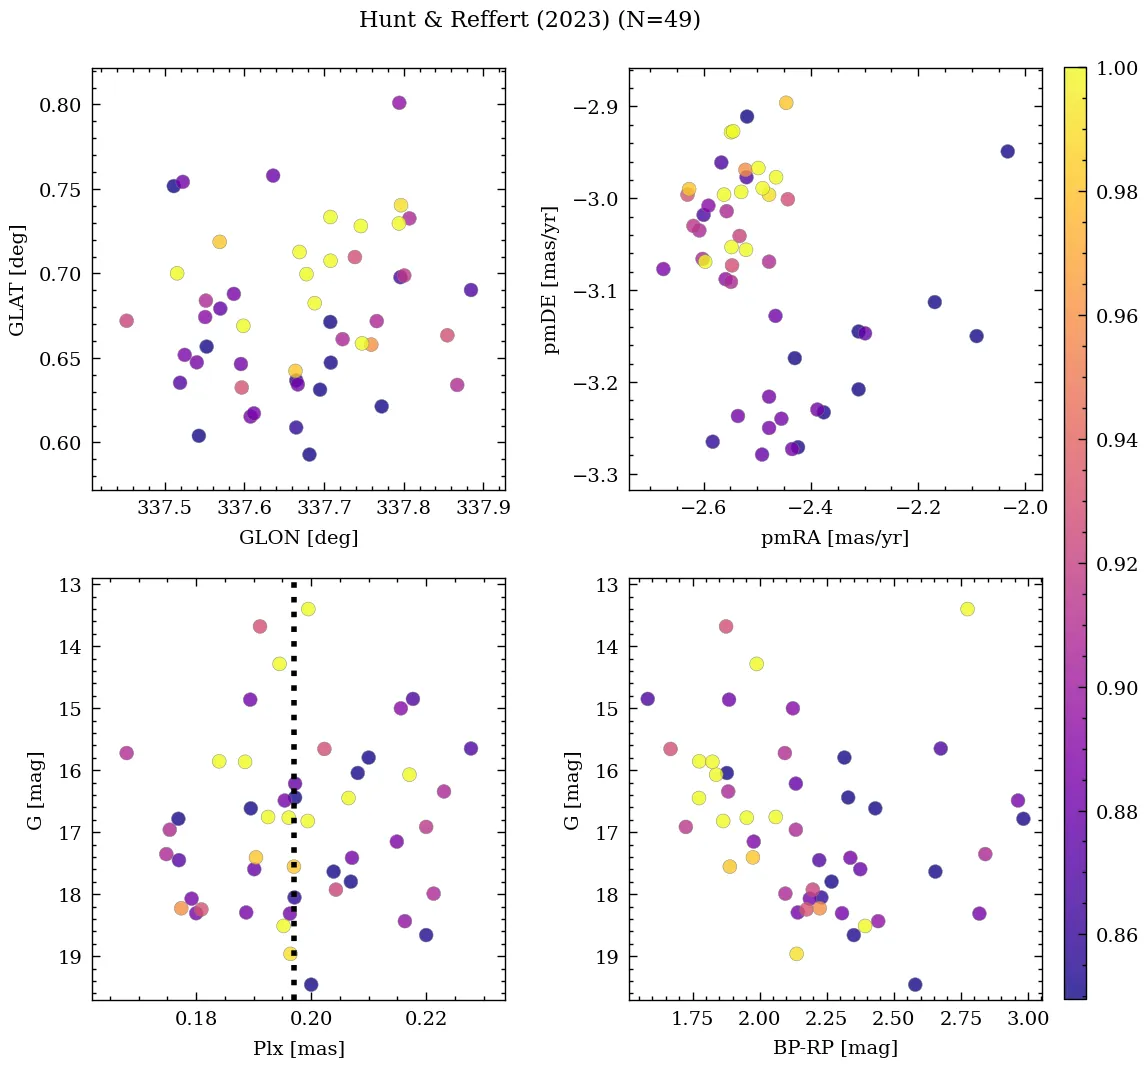 Hunt & Reffert (2023) (N=49)
0.80
0.75
0.70
0.65
0.60
GLAT [deg]
337.5 337.6 337.7 337.8 337.9
GLON [deg]
−2.9
−3.0
−3.1
−3.2
−3.3
pmDE [mas/yr]
−2.6 −2.4 −2.2 −2.0
pmRA [mas/yr]
13
14
15
16
17
18
19
G [mag]
0.18 0.20 0.22
Plx [mas]
13
14
15
16
17
18
19
G [mag]
1.75 2.00 2.25 2.50 2.75 3.00
BP-RP [mag]
1.00
0.98
0.96
0.94
0.92
0.90
0.88
0.86